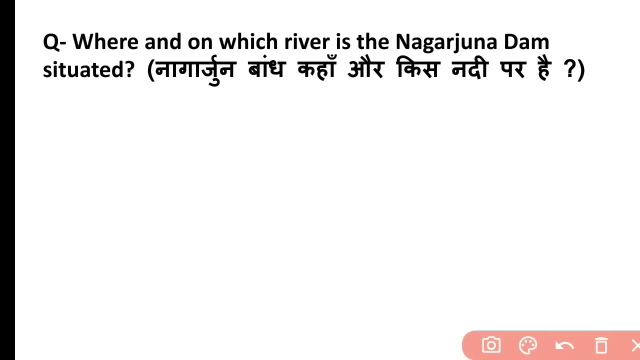 Q- Where and on which river is the Nagarjuna Dam
situated? (नागार्जुन बांध कहाँ और किस नदी पर है ?)